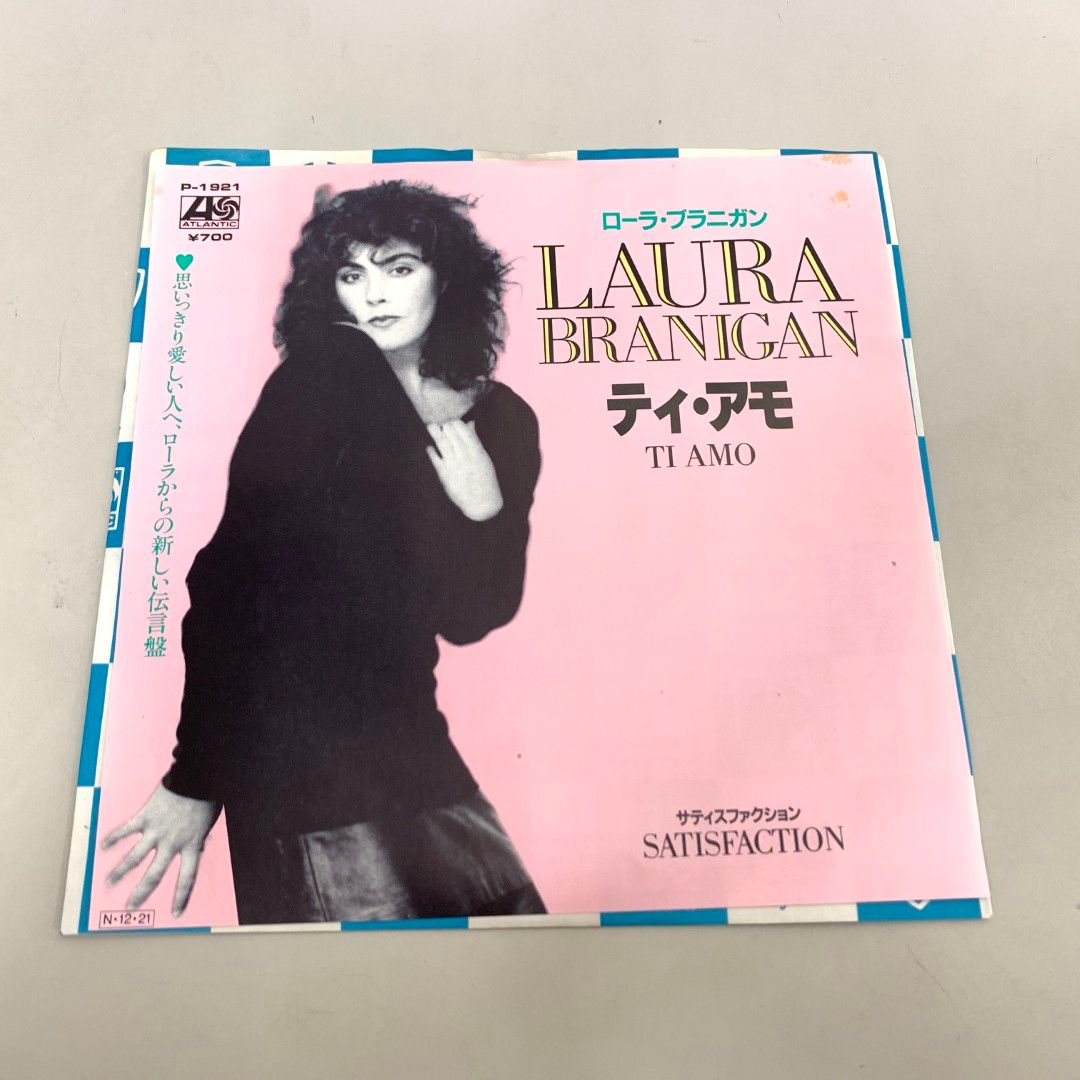 P-1921
ATLANTIC
¥700
♥思いっきり愛しい人へ、ローラからの新しい伝言盤
ローラ・ブラニガン
LAURA
BRANIGAN
ティ・アモ
TI AMO
サティスファクション
SATISFACTION
N・12・21